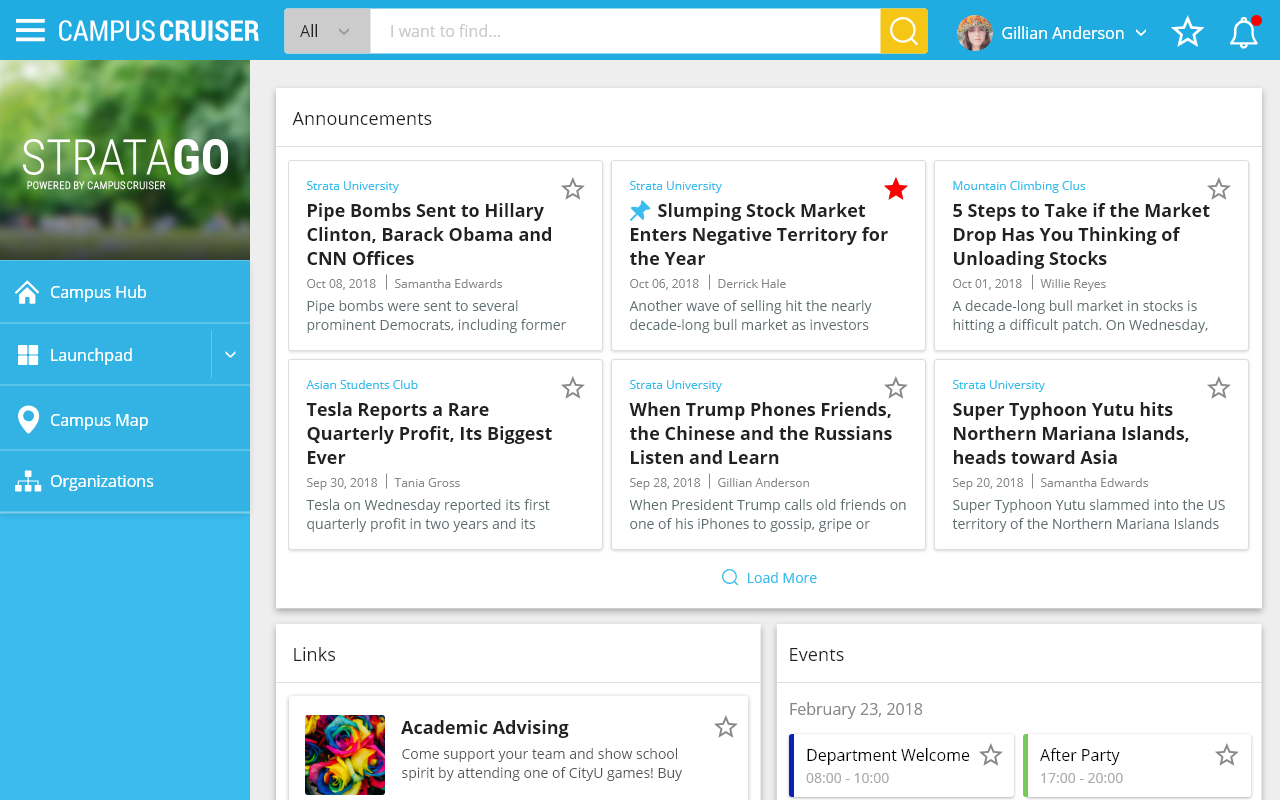 CAMPUS CRUISER
All
I want to find...
Gillian Anderson
STRATAGO
POWERED BY CAMPUSCRUISER
Campus Hub
Launchpad
Campus Map
Organizations
Announcements
Strata University
Pipe Bombs Sent to Hillary
Clinton, Barack Obama and
CNN Offices
Oct 08, 2018 Samantha Edwards
Pipe bombs were sent to several
prominent Democrats, including former
Strata University
Slumping Stock Market
Enters Negative Territory for
the Year
Oct 06, 2018 Derrick Hale
Another wave of selling hit the nearly
decade-long bull market as investors
Mountain Climbing Clus
5 Steps to Take if the Market
Drop Has You Thinking of
Unloading Stocks
Oct 01, 2018 Willie Reyes
A decade-long bull market in stocks is
hitting a difficult patch. On Wednesday,
Asian Students Club
Tesla Reports a Rare
Quarterly Profit, Its Biggest
Ever
Sep 30, 2018 Tania Gross
Tesla on Wednesday reported its first
quarterly profit in two years and its
Strata University
When Trump Phones Friends,
the Chinese and the Russians
Listen and Learn
Sep 28, 2018 Gillian Anderson
When President Trump calls old friends on
one of his iPhones to gossip, gripe or
Strata University
Super Typhoon Yutu hits
Northern Mariana Islands,
heads toward Asia
Sep 20, 2018 Samantha Edwards
Super Typhoon Yutu slammed into the US
territory of the Northern Mariana Islands
Load More
Links
Academic Advising
Come support your team and show school
spirit by attending one of CityU games! Buy
Events
February 23, 2018
Department Welcome
08:00 - 10:00
After Party
17:00 - 20:00